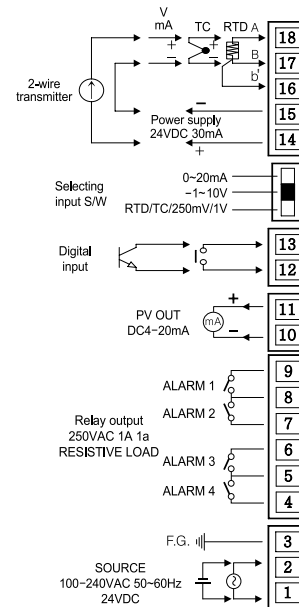 V
mA TC RTD A
+ + B
− − b'
18
17
16
15
14
2-wire
transmitter
−
Power supply
24VDC 30mA
+
Selecting
input S/W
0~20mA
−1~10V
RTD/TC/250mV/1V
Digital
input
13
12
PV OUT
DC4~20mA
+
mA
−
11
10
ALARM 1
ALARM 2
Relay output
250VAC 1A 1a
RESISTIVE LOAD
ALARM 3
ALARM 4
9
8
7
6
5
4
F.G.
3
SOURCE
100~240VAC 50~60Hz
24VDC
2
1